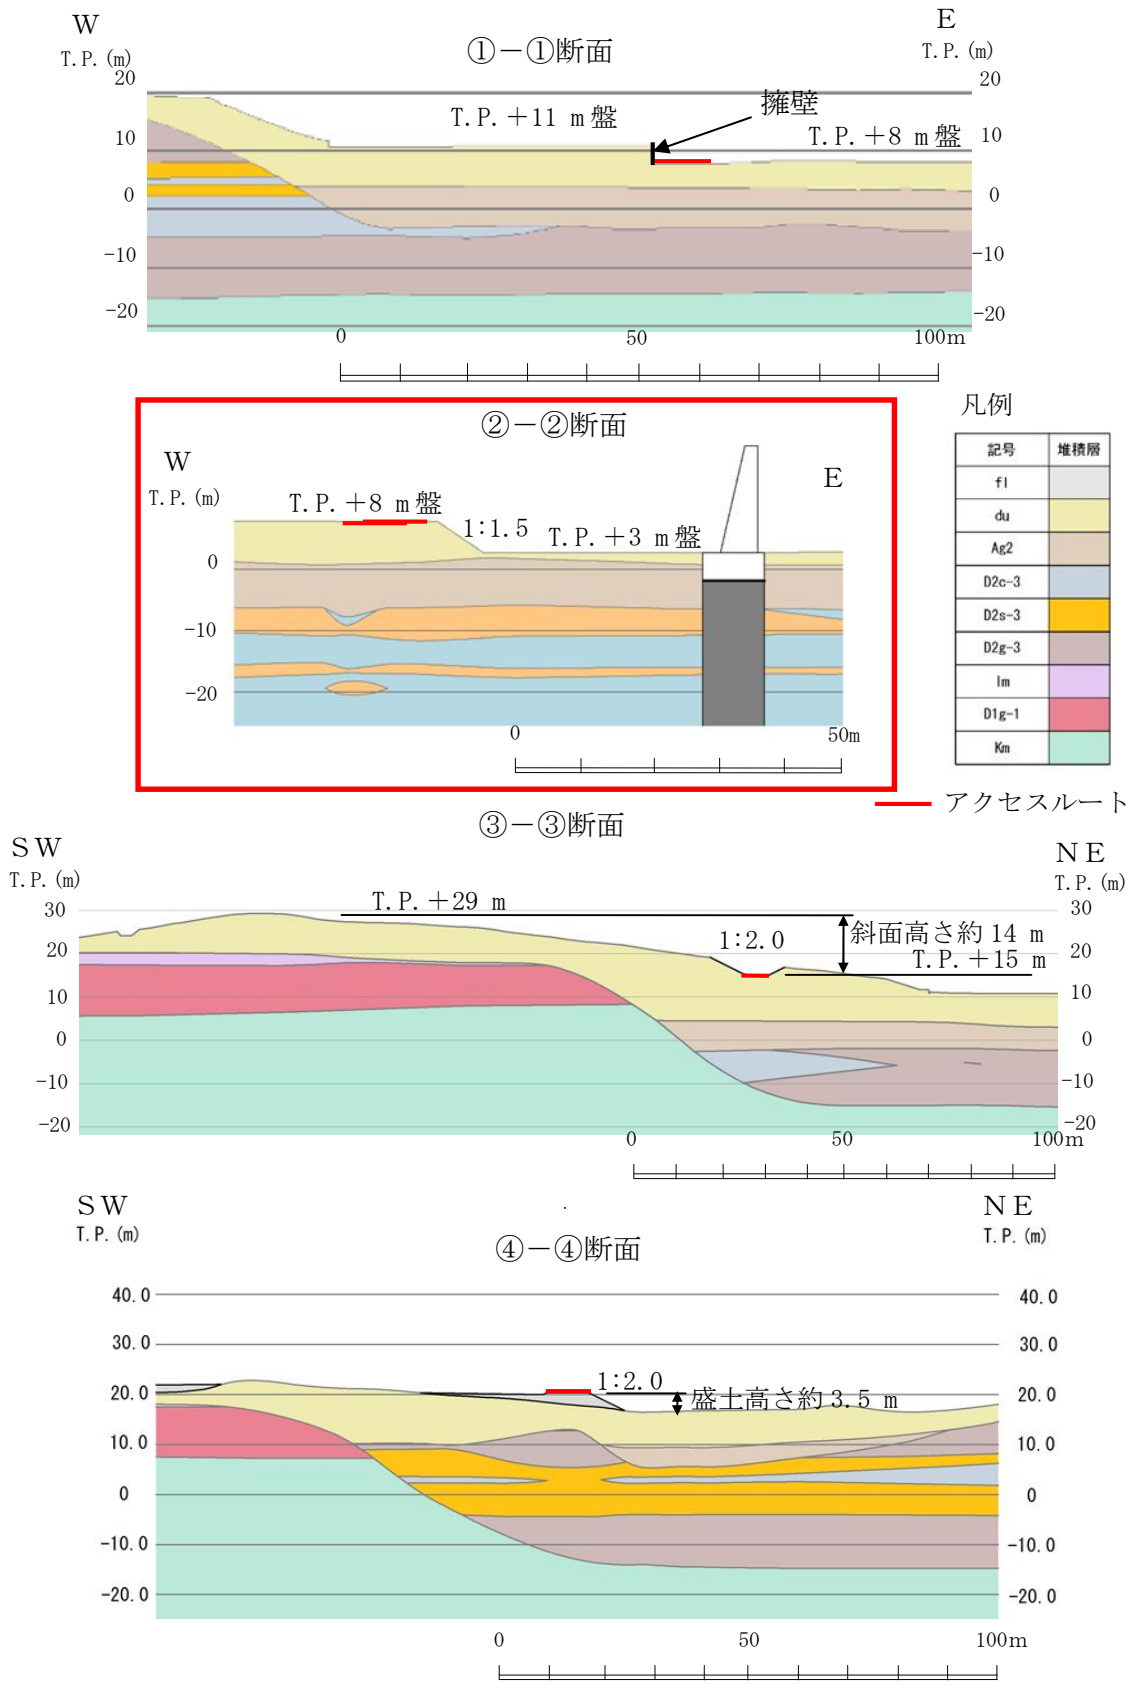 W
T.P.(m)
①－①断面
E
T.P.(m)
20
20
T.P.＋11 m盤
擁壁
T.P.＋8 m盤
10
10
0
0
-10
-10
-20
-20
0
50
100m
②－②断面
W
T.P.(m)
E
T.P.＋8 m盤
1:1.5
T.P.＋3 m盤
0
-10
-20
0
50m
凡例
記号 堆積層
fl
du
Ag2
D2c-3
D2s-3
D2g-3
lm
D1g-1
Km
アクセスルート
③－③断面
SW
T.P.(m)
NE
T.P.(m)
T.P.＋29 m
30
30
1:2.0
斜面高さ約14 m
20
20
T.P.＋15 m
10
10
0
0
-10
-10
-20
-20
0
50
100m
SW
T.P.(m)
NE
T.P.(m)
④－④断面
40.0
40.0
30.0
30.0
1:2.0
20.0
20.0
盛土高さ約3.5 m
10.0
10.0
0
0
-10.0
-10.0
-20.0
-20.0
0
50
100m